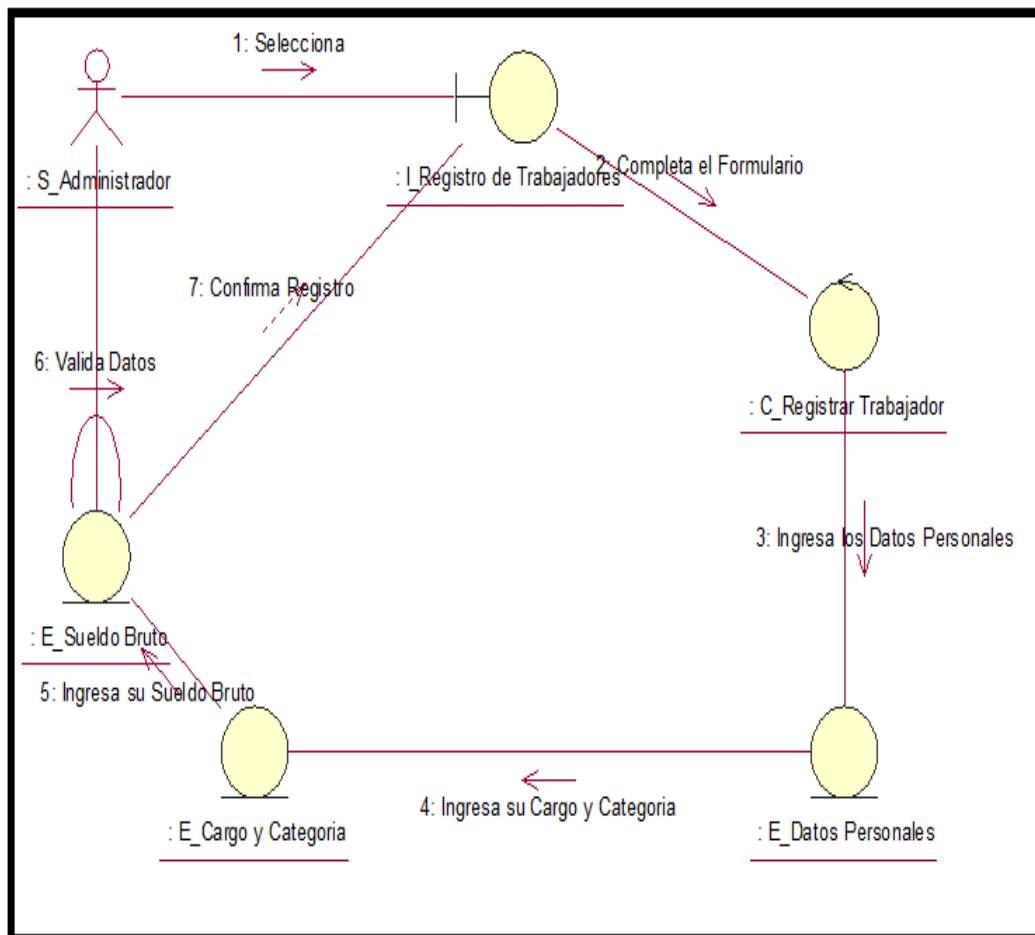 1: Selecciona
: S_Administrador
: I_Registro de Trabajadores
2: Completa el Formulario
7: Confirma Registro
6: Valida Datos
: C_Registrar Trabajador
3: Ingresa los Datos Personales
: E_Sueldo Bruto
5: Ingresa su Sueldo Bruto
4: Ingresa su Cargo y Categoria
: E_Cargo y Categoria
: E_Datos Personales